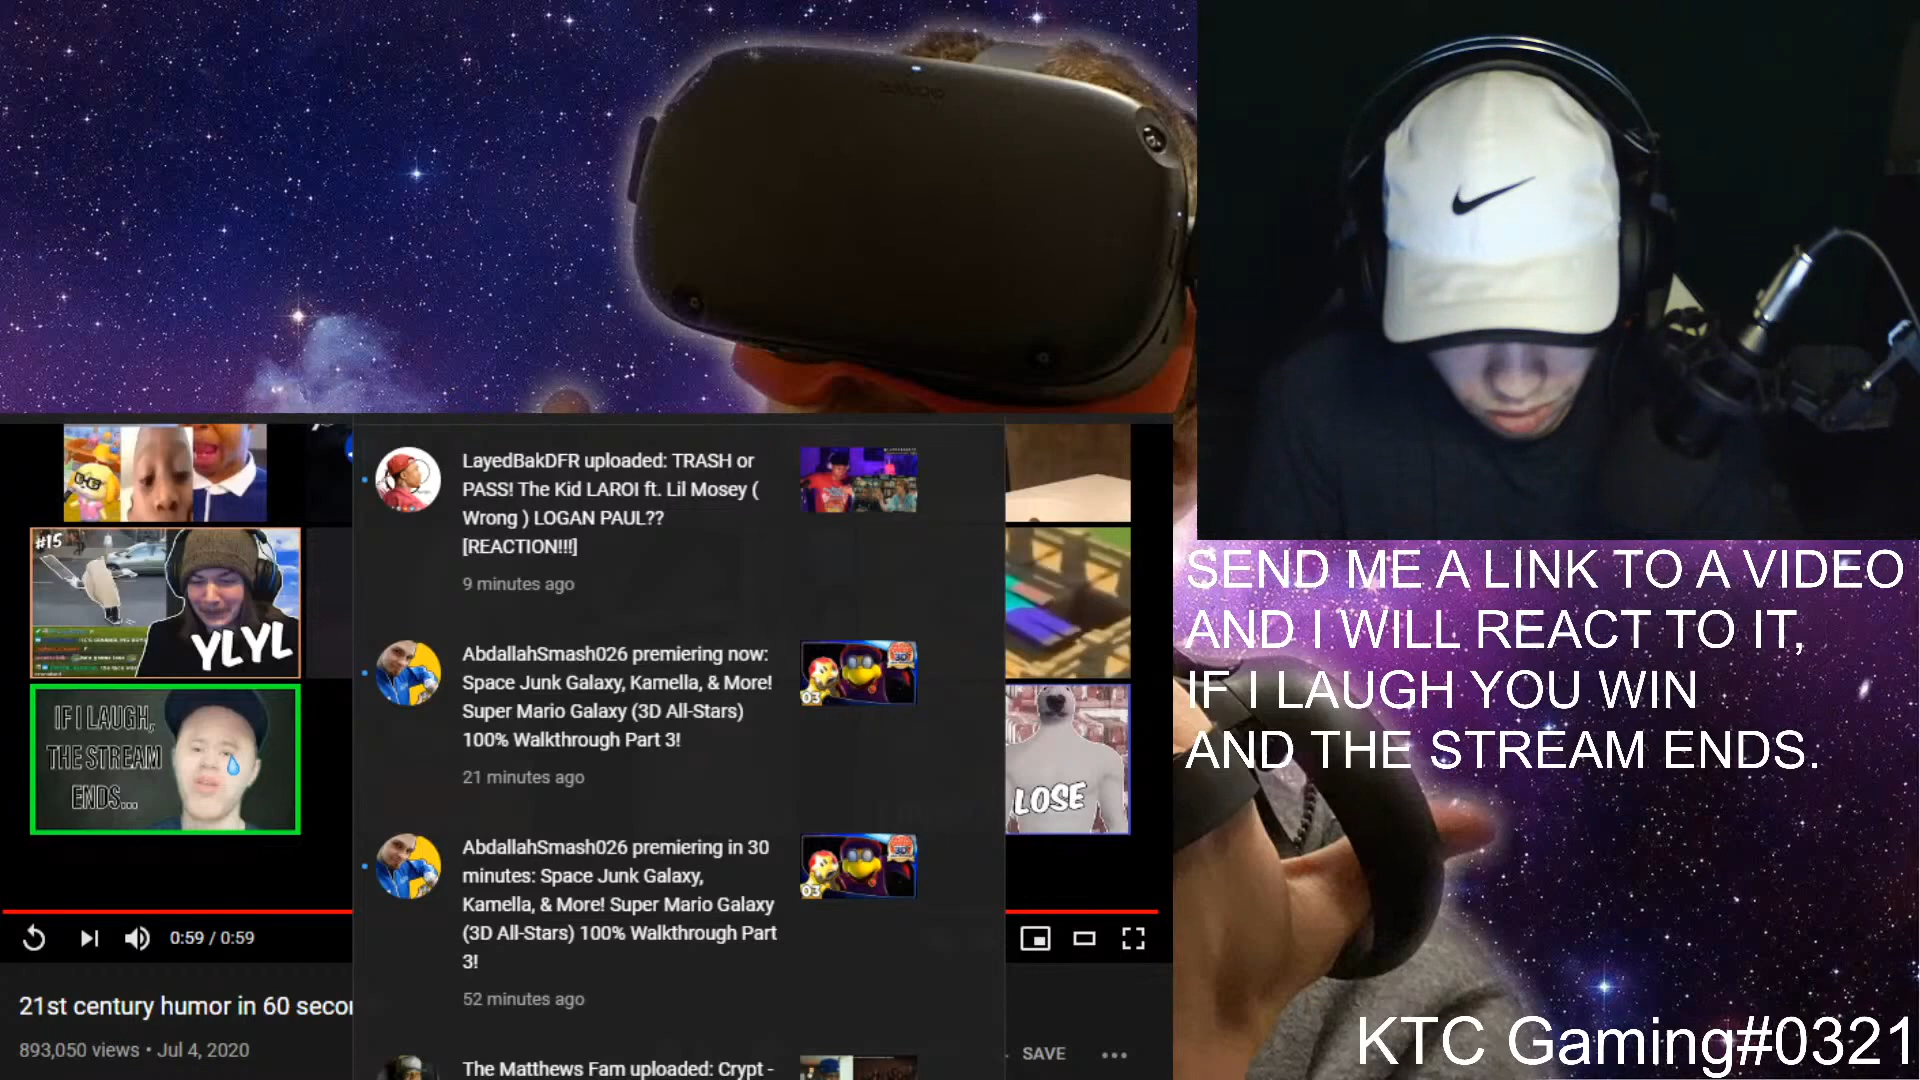 LayedBakDFR uploaded: TRASH or
PASS! The Kid LAROI ft. Lil Mosey (
Wrong ) LOGAN PAUL??
[REACTION!!!]
9 minutes ago
#15
YLYL
AbdallahSmash026 premiering now:
Space Junk Galaxy, Kamella, & More!
Super Mario Galaxy (3D All-Stars)
100% Walkthrough Part 3!
21 minutes ago
03
IF I LAUGH,
THE STREAM
ENDS...
LOSE
AbdallahSmash026 premiering in 30
minutes: Space Junk Galaxy,
Kamella, & More! Super Mario Galaxy
(3D All-Stars) 100% Walkthrough Part
3!
52 minutes ago
03
0:59 / 0:59
21st century humor in 60 secon
893,050 views • Jul 4, 2020
The Matthews Fam uploaded: Crypt -
SAVE
SEND ME A LINK TO A VIDEO
AND I WILL REACT TO IT,
IF I LAUGH YOU WIN
AND THE STREAM ENDS.
KTC Gaming#0321